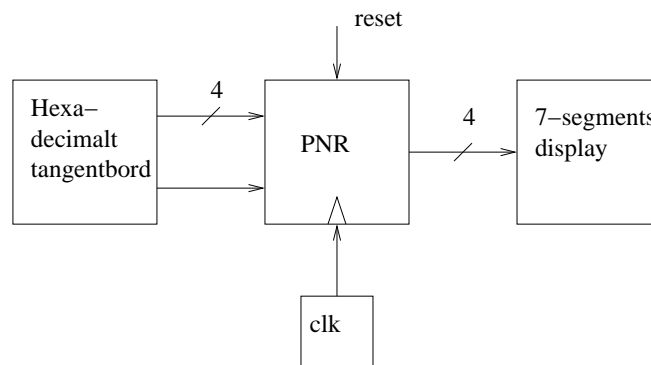 reset
4
Hexa-
decimalt
tangentbord
PNR
4
7-segments
display
clk